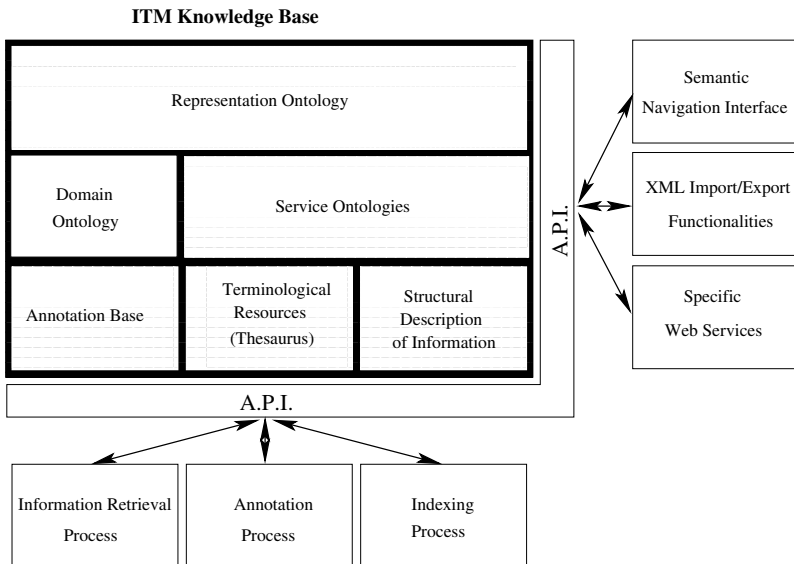 ITM Knowledge Base
Representation Ontology
Domain
Ontology
Service Ontologies
Annotation Base
Terminological
Resources
(Thesaurus)
Structural
Description
of Information
A.P.I.
A.P.I.
Semantic
Navigation Interface
XML Import/Export
Functionalities
Specific
Web Services
Information Retrieval
Process
Annotation
Process
Indexing
Process